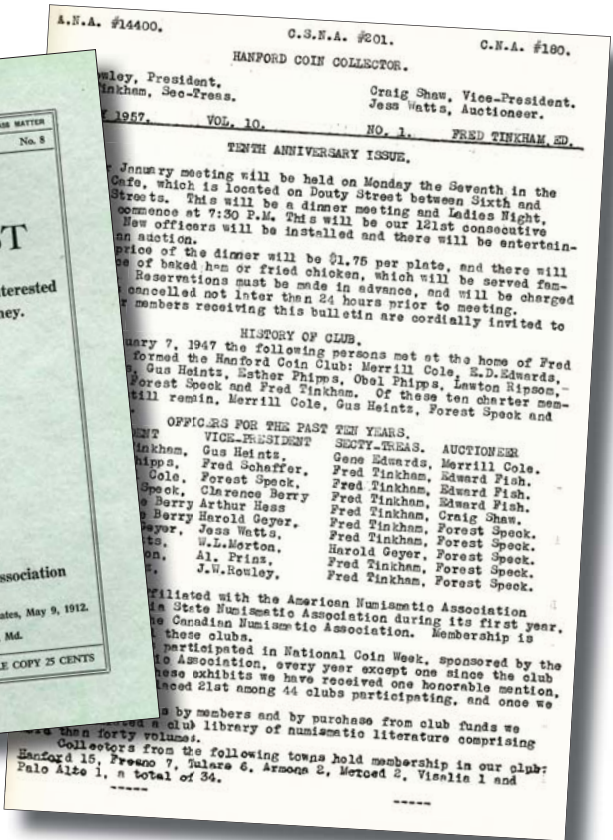 A.N.A. #14400. C.S.N.A. #201. C.N.A. #180.
HANFORD COIN COLLECTOR.
wley, President, Craig Shaw, Vice-President.
inkham, Sec-Treas. Jess Watts, Auctioneer.
1957. VOL. 10. NO. 1. FRED TINKHAM, ED.
TENTH ANNIVERSARY ISSUE.
January meeting will be held on Monday the Seventh in the
Cafe, which is located on Douty Street between Sixth and
Streets. This will be a dinner meeting and Ladies Night,
commence at 7:30 P.M. This will be our 121st consecutive
New officers will be installed and there will be entertain-
an auction.
price of the dinner will be $1.75 per plate, and there will
ce of baked ham or fried chicken, which will be served fam-
Reservations must be made in advance, and will be charged
cancelled not later than 24 hours prior to meeting.
r members receiving this bulletin are cordially invited to
HISTORY OF CLUB.
uary 7, 1947 the following persons met at the home of Fred
formed the Hanford Coin Club: Merrill Cole, E.D.Edwards,
, Gus Heintz, Esther Phipps, Obel Phipps, Lawton Ripsom,
Forest Speck and Fred Tinkham. Of these ten charter mem-
till remain, Merrill Cole, Gus Heintz, Forest Speck and
OFFICERS FOR THE PAST TEN YEARS.
ENT VICE-PRESIDENT SECTY-TREAS. AUCTIONEER
inkham, Gus Heintz, Gene Edwards, Merrill Cole.
hipps, Fred Schaffer, Fred Tinkham, Edward Fish.
Cole, Forest Speck, Fred Tinkham, Edward Fish.
Speck, Clarence Berry Fred Tinkham, Edward Fish.
e Berry Arthur Hess Fred Tinkham, Craig Shaw.
Berry Harold Geyer, Fred Tinkham, Forest Speck.
Geyer, Jess Watts, Fred Tinkham, Forest Speck.
ts, W.L.Morton, Harold Geyer, Forest Speck.
on, Al. Prinz, Fred Tinkham, Forest Speck.
J.W.Rowley, Fred Tinkham, Forest Speck.
ffiliated with the American Numismatic Association
ia State Numismatic Association during its first year,
e Canadian Numismatic Association. Membership is
these clubs.
participated in National Coin Week, sponsored by the
ic Association, every year except one since the club
hese exhibits we have received one honorable mention,
laced 21st among 44 clubs participating, and once we
s by members and by purchase from club funds we
a club library of numismatic literature comprising
than forty volumes.
Collectors from the following towns hold membership in our club:
Hanford 15, Fresno 7, Tulare 6, Armona 2, Merced 2, Visalia 1 and
Palo Alto 1, a total of 34.
MATTER
No. 8
ST
terested
ney.
ssociation
ates, May 9, 1912.
Md.
E COPY 25 CENTS